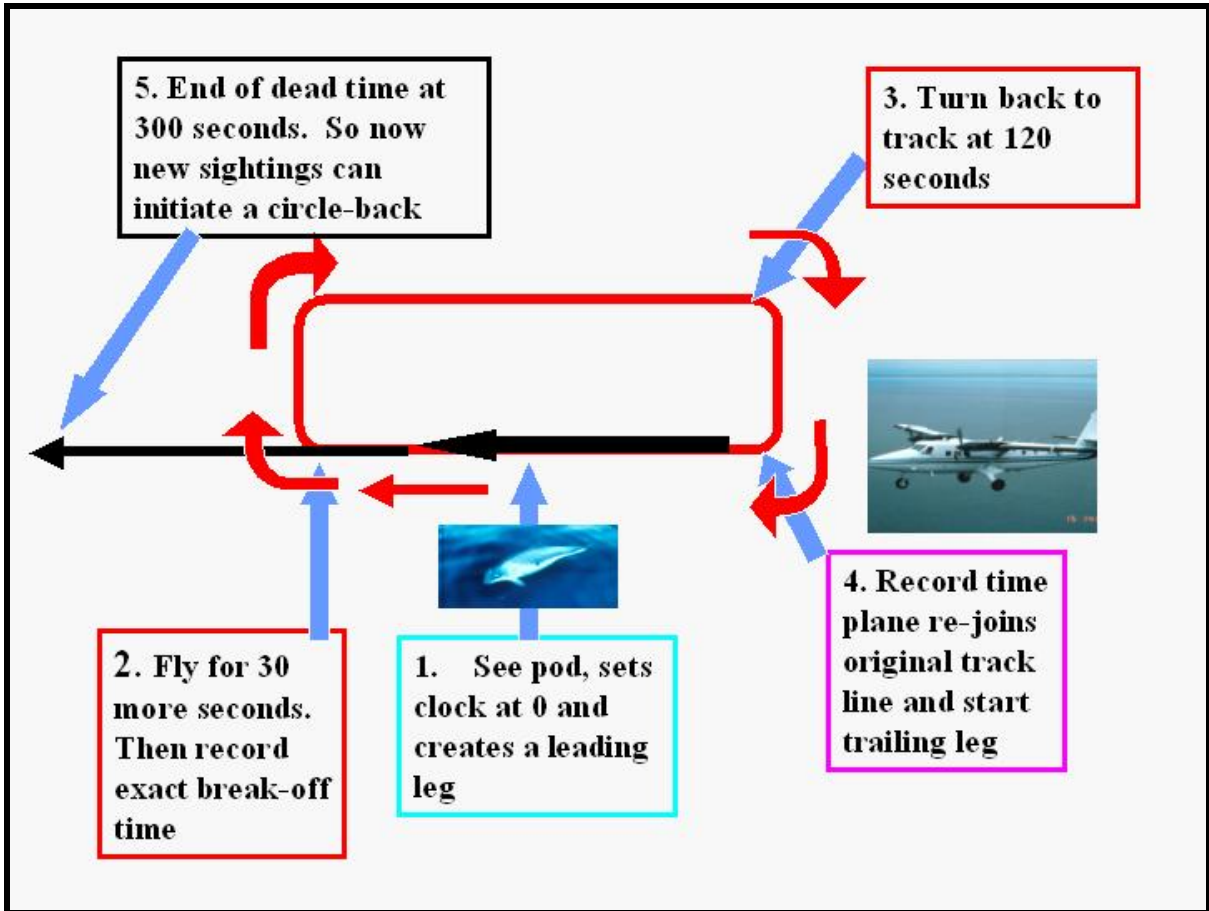 5. End of dead time at
300 seconds.  So now
new sightings can
initiate a circle-back
3. Turn back to
track at 120
seconds
2. Fly for 30
more seconds.
Then record
exact break-off
time
1.    See pod, sets
clock at 0 and
creates a leading
leg
4. Record time
plane re-joins
original track
line and start
trailing leg